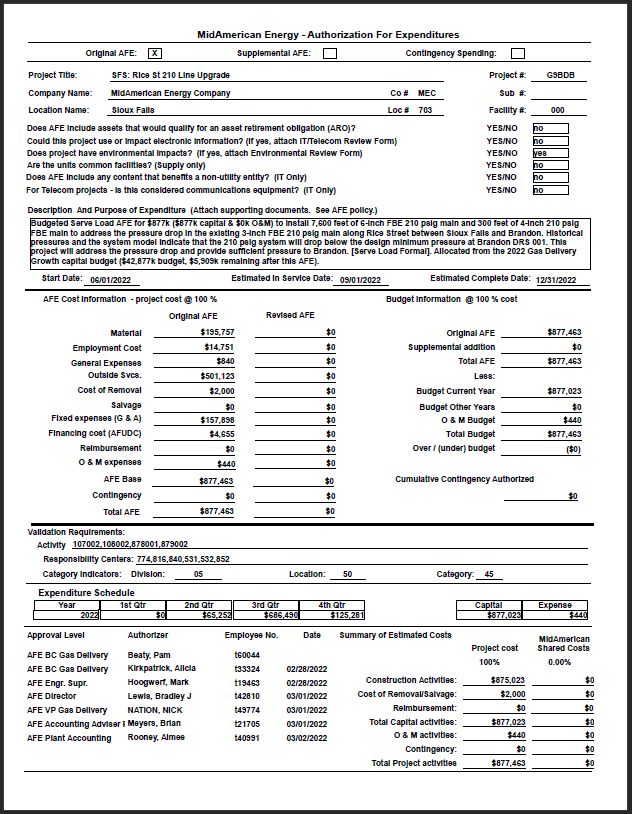 MidAmerican Energy - Authorization For Expenditures
Original AFE: X Supplemental AFE: Contingency Spending:
Project Title: SFS: Rice St 210 Line Upgrade Project #: G9BDB
Company Name: MidAmerican Energy Company Co # MEC Sub #:
Location Name: Sioux Falls Loc # 703 Facility #: 000
Does AFE include assets that would qualify for an asset retirement obligation (ARO)? YES/NO no
Could this project use or impact electronic information? (If yes, attach IT/Telecom Review Form) YES/NO no
Does project have environmental impacts? (If yes, attach Environmental Review Form) YES/NO yes
Are the units common facilities? (Supply only) YES/NO no
Does AFE include any content that benefits a non-utility entity? (IT Only) YES/NO no
For Telecom projects - is this considered communications equipment? (IT Only) YES/NO no
Description And Purpose of Expenditure (Attach supporting documents. See AFE policy.)
Budgeted Serve Load AFE for $877k ($877k capital & $0k O&M) to install 7,600 feet of 6-inch FBE 210 psig main and 300 feet of 4-inch 210 psig
FBE main to address the pressure drop in the existing 3-inch FBE 210 psig main along Rice Street between Sioux Falls and Brandon. Historical
pressures and the system model indicate that the 210 psig system will drop below the design minimum pressure at Brandon DRS 001. This
project will address the pressure drop and provide sufficient pressure to Brandon. [Serve Load Formal]. Allocated from the 2022 Gas Delivery
Growth capital budget ($42,877k budget, $5,909k remaining after this AFE).
Start Date: 06/01/2022 Estimated In Service Date: 09/01/2022 Estimated Complete Date: 12/31/2022
AFE Cost Information - project cost @ 100 % Budget Information @ 100 % cost
Original AFE Revised AFE
Material $195,757 $0 Original AFE $877,463
Employment Cost $14,751 $0 Supplemental addition $0
General Expenses $840 $0 Total AFE $877,463
Outside Svcs. $501,123 $0 Less:
Cost of Removal $2,000 $0 Budget Current Year $877,023
Salvage $0 $0 Budget Other Years $0
Fixed expenses (G & A) $157,898 $0 O & M Budget $440
Financing cost (AFUDC) $4,655 $0 Total Budget $877,463
Reimbursement $0 $0 Over / (under) budget ($0)
O & M expenses $440 $0
AFE Base $877,463 $0 Cumulative Contingency Authorized
Contingency $0 $0 $0
Total AFE $877,463 $0
Validation Requirements:
Activity 107002,108002,878001,879002
Responsibility Centers: 774,816,840,531,532,852
Category Indicators: Division: 05 Location: 50 Category: 45
Expenditure Schedule
Year 1st Qtr 2nd Qtr 3rd Qtr 4th Qtr Capital Expense
2022 $0 $65,252 $686,490 $125,281 $877,023 $440
Approval Level Authorizer Employee No. Date Summary of Estimated Costs
Project cost MidAmerican Shared Costs
100% 0.00%
AFE BC Gas Delivery Beaty, Pam t60044
AFE BC Gas Delivery Kirkpatrick, Alicia t33324 02/28/2022
AFE Engr. Supr. Hoogwerf, Mark t19463 02/28/2022 Construction Activities: $875,023 $0
AFE Director Lewis, Bradley J t42810 03/01/2022 Cost of Removal/Salvage: $2,000 $0
Reimbursement: $0 $0
AFE VP Gas Delivery NATION, NICK t49774 03/01/2022
AFE Accounting Adviser F Meyers, Brian t21705 03/01/2022 Total Capital activities: $877,023 $0
AFE Plant Accounting Rooney, Aimee t40991 03/02/2022 O & M activities: $440 $0
Contingency: $0 $0
Total Project activities $877,463 $0